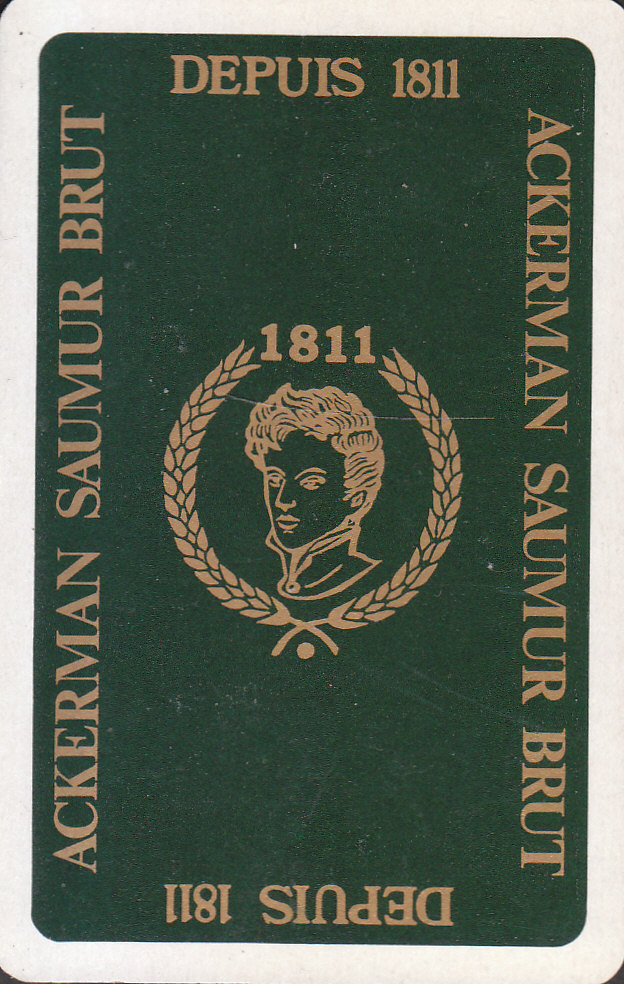 DEPUIS 1811
ACKERMAN SAUMUR BRUT
1811
ACKERMAN SAUMUR BRUT
DEPUIS 1811